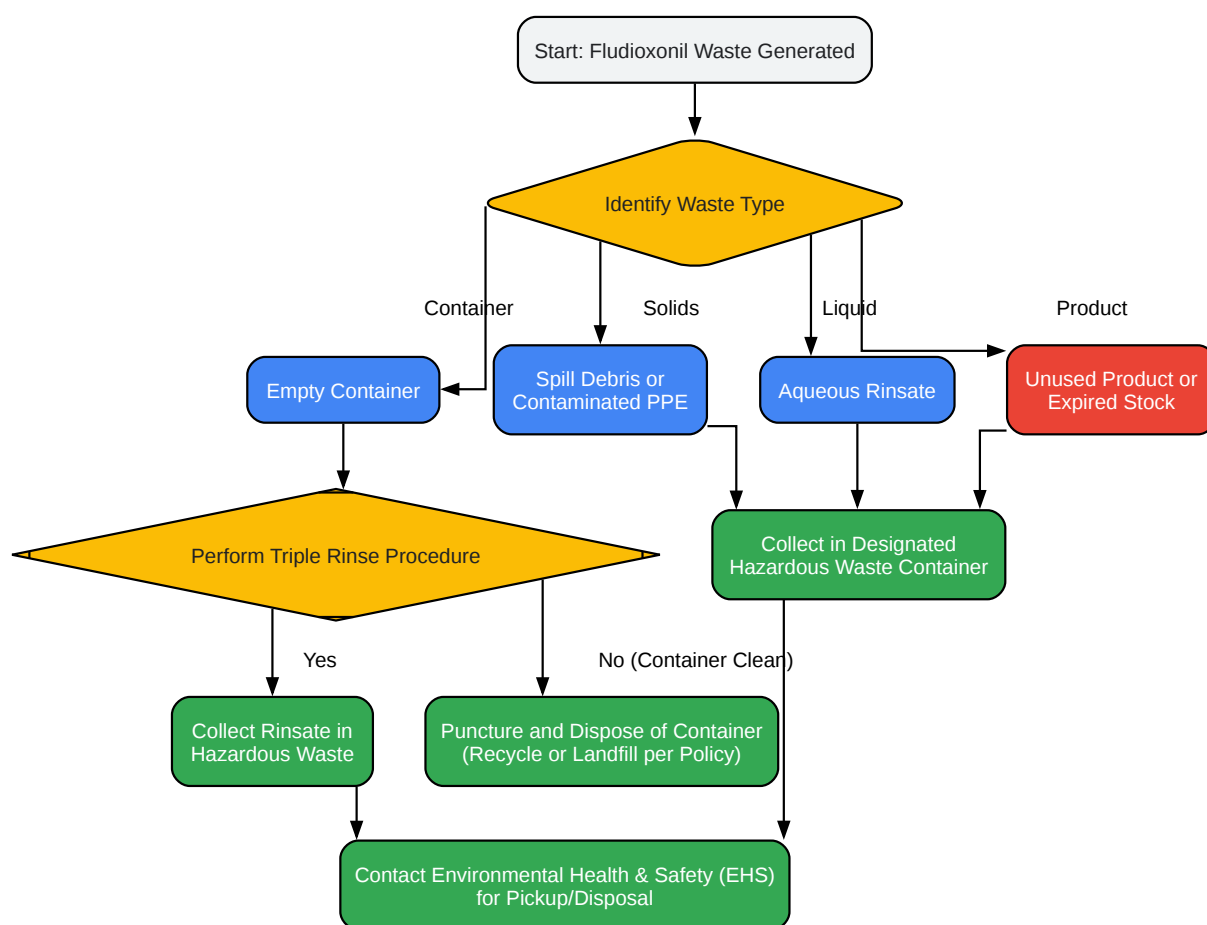 Start: Fludioxonil Waste Generated
Identify Waste Type
Container
Solids
Liquid
Product
Empty Container
Spill Debris or
Contaminated PPE
Aqueous Rinsate
Unused Product or
Expired Stock
Perform Triple Rinse Procedure
Collect in Designated
Hazardous Waste Container
Yes
No (Container Clean)
Collect Rinsate in
Hazardous Waste
Puncture and Dispose of Container
(Recycle or Landfill per Policy)
Contact Environmental Health & Safety (EHS)
for Pickup/Disposal